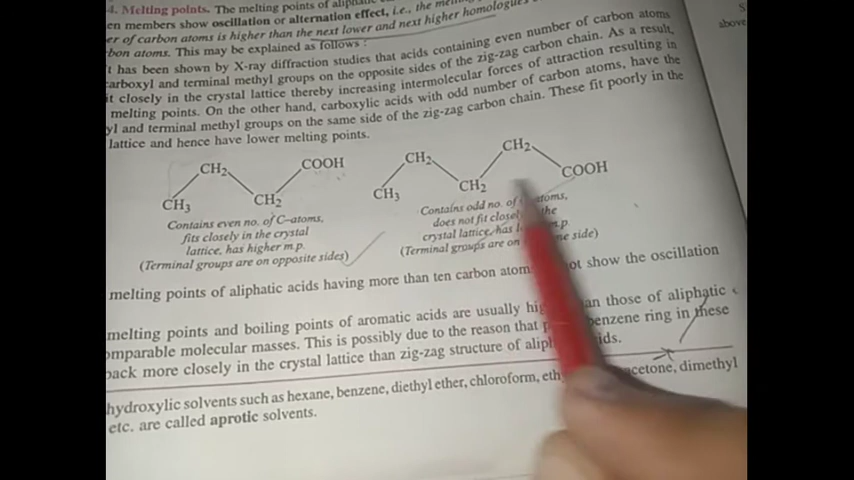 4. Melting points. The melting points of aliphatic
en members show oscillation or alternation effect, i.e., the
er of carbon atoms is higher than the next lower and next higher homologues
bon atoms. This may be explained as follows :
t has been shown by X-ray diffraction studies that acids containing even number of carbon atoms
arboxyl and terminal methyl groups on the opposite sides of the zig-zag carbon chain. As a result,
it closely in the crystal lattice thereby increasing intermolecular forces of attraction resulting in
melting points. On the other hand, carboxylic acids with odd number of carbon atoms, have the
yl and terminal methyl groups on the same side of the zig-zag carbon chain. These fit poorly in the
lattice and hence have lower melting points.
CH3 CH2 CH2 COOH
Contains even no. of C–atoms,
fits closely in the crystal
lattice, has higher m.p.
(Terminal groups are on opposite sides)
CH3 CH2 CH2 CH2 COOH
Contains odd no. of atoms,
does not fit the
crystal lattice, has m.p.
(Terminal groups are on side)
melting points of aliphatic acids having more than ten carbon not show the oscillation
melting points and boiling points of aromatic acids are usually than those of aliphatic
omparable molecular masses. This is possibly due to the reason that benzene ring in these
pack more closely in the crystal lattice than zig-zag structure of
hydroxylic solvents such as hexane, benzene, diethyl ether, chloroform, acetone, dimethyl
etc. are called aprotic solvents.
above